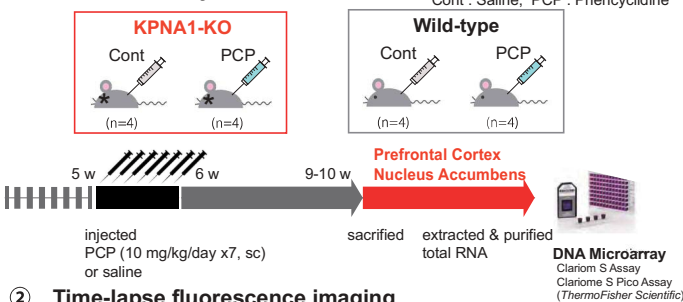 Cont : Saline, PCP : Phencyclidine
KPNA1-KO
Wild-type
Cont
PCP
Cont
PCP
(n=4)
(n=4)
(n=4)
(n=4)
5 w
6 w
9-10 w
Prefrontal Cortex
Nucleus Accumbens
injected
PCP (10 mg/kg/day x7, sc)
or saline
sacrified
extracted & purified
total RNA
DNA Microarray
Clariom S Assay
Clariome S Pico Assay
(ThermoFisher Scientific)
② Time-lapse fluorescence imaging